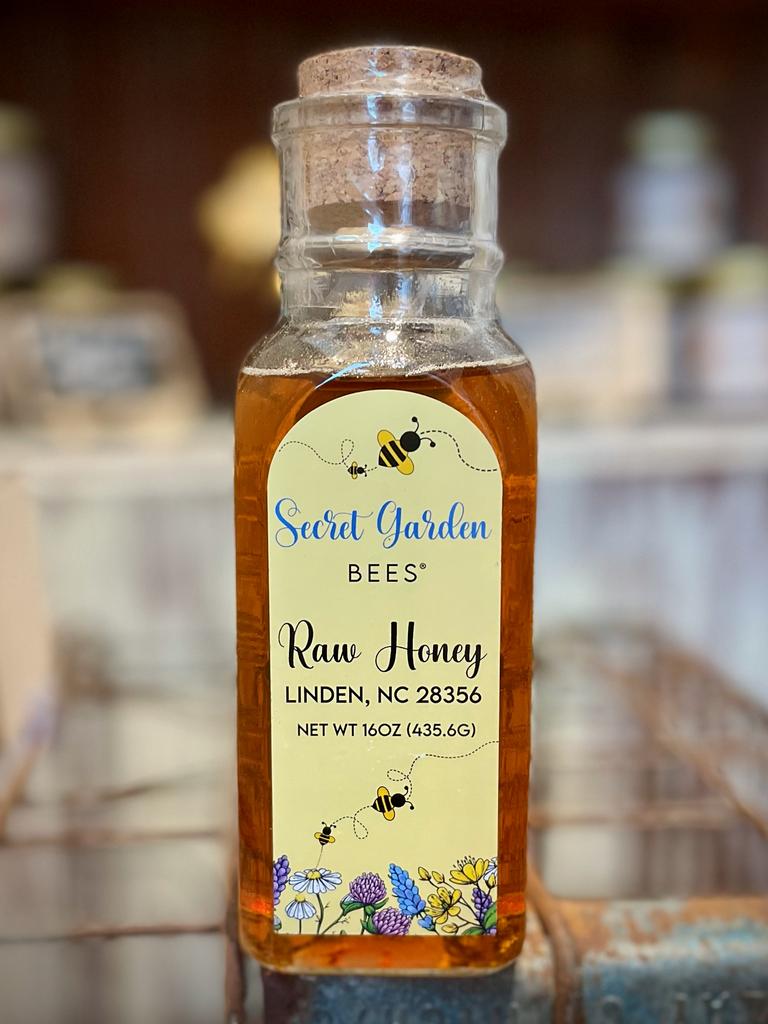 Secret Garden
BEES®
Raw Honey
LINDEN, NC 28356
NET WT 16OZ (435.6G)